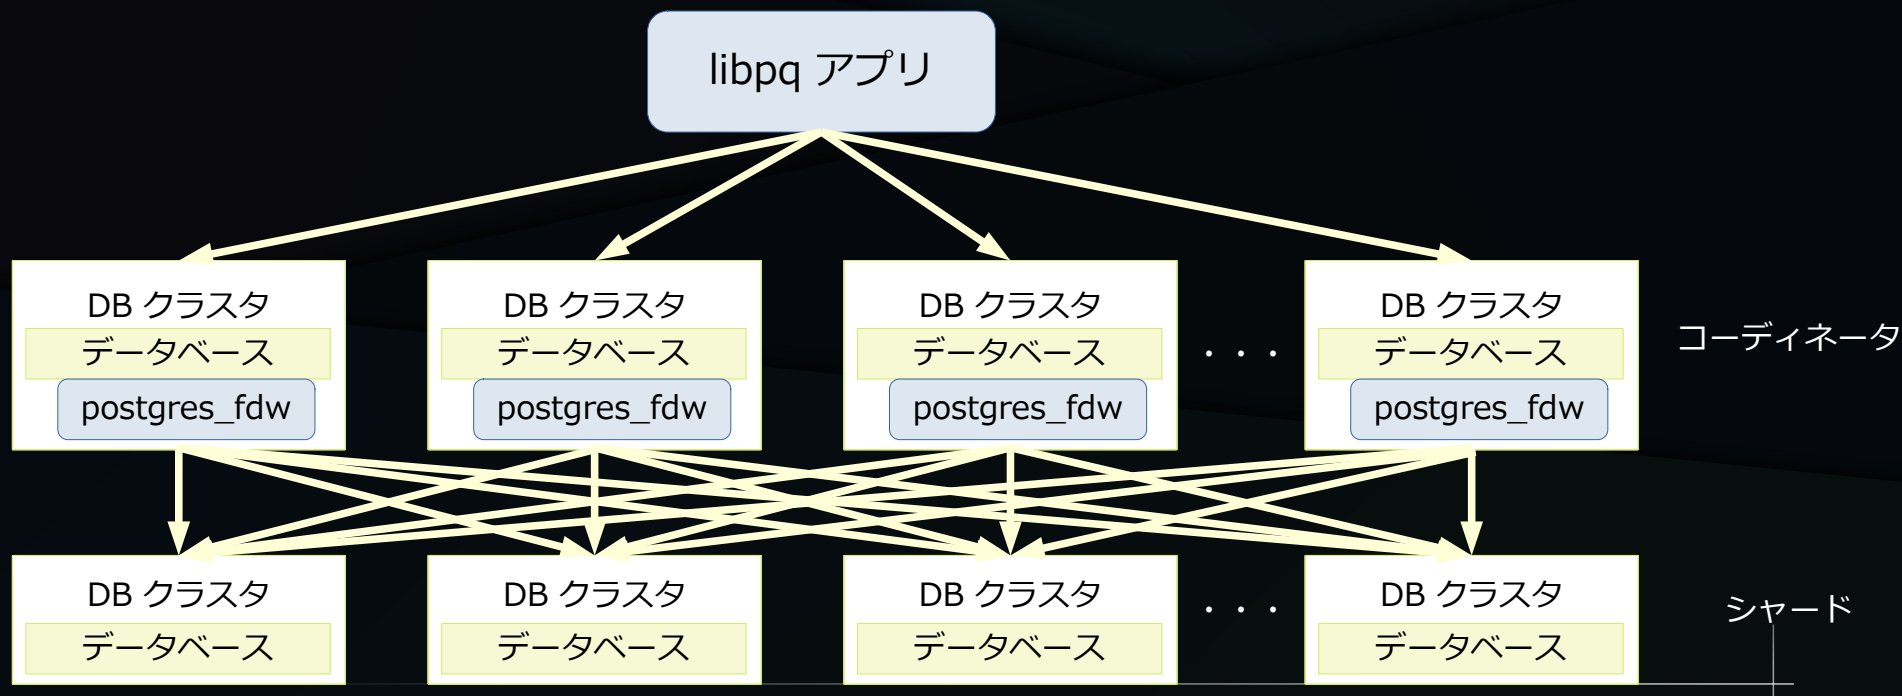 libpq アプリ
DB クラスタ
データベース
postgres_fdw
DB クラスタ
データベース
postgres_fdw
DB クラスタ
データベース
postgres_fdw
・・・
DB クラスタ
データベース
postgres_fdw
コーディネータ
DB クラスタ
データベース
DB クラスタ
データベース
DB クラスタ
データベース
・・・
DB クラスタ
データベース
シャード